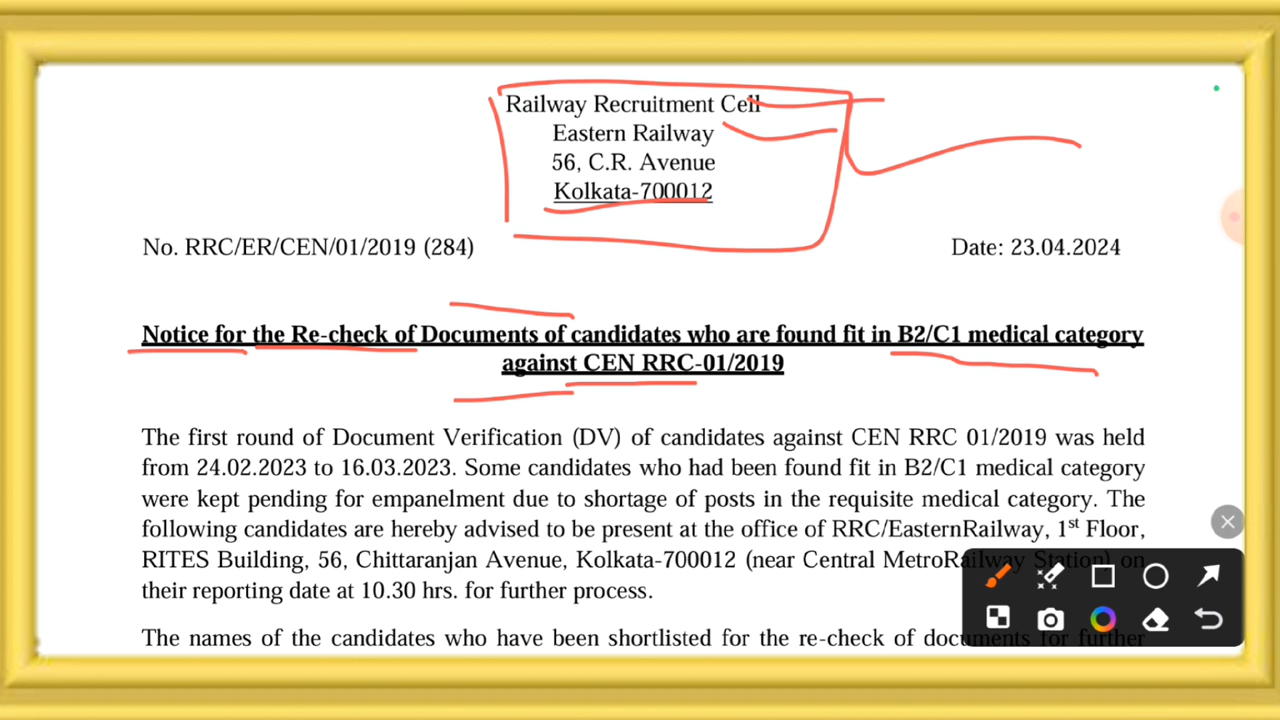 Railway Recruitment Cell
Eastern Railway
56, C.R. Avenue
Kolkata-700012
No. RRC/ER/CEN/01/2019 (284) Date: 23.04.2024
Notice for the Re-check of Documents of candidates who are found fit in B2/C1 medical category
against CEN RRC-01/2019
The first round of Document Verification (DV) of candidates against CEN RRC 01/2019 was held
from 24.02.2023 to 16.03.2023. Some candidates who had been found fit in B2/C1 medical category
were kept pending for empanelment due to shortage of posts in the requisite medical category. The
following candidates are hereby advised to be present at the office of RRC/EasternRailway, 1st Floor,
RITES Building, 56, Chittaranjan Avenue, Kolkata-700012 (near Central MetroRailway Station) on
their reporting date at 10.30 hrs. for further process.
The names of the candidates who have been shortlisted for the re-check of documents for further